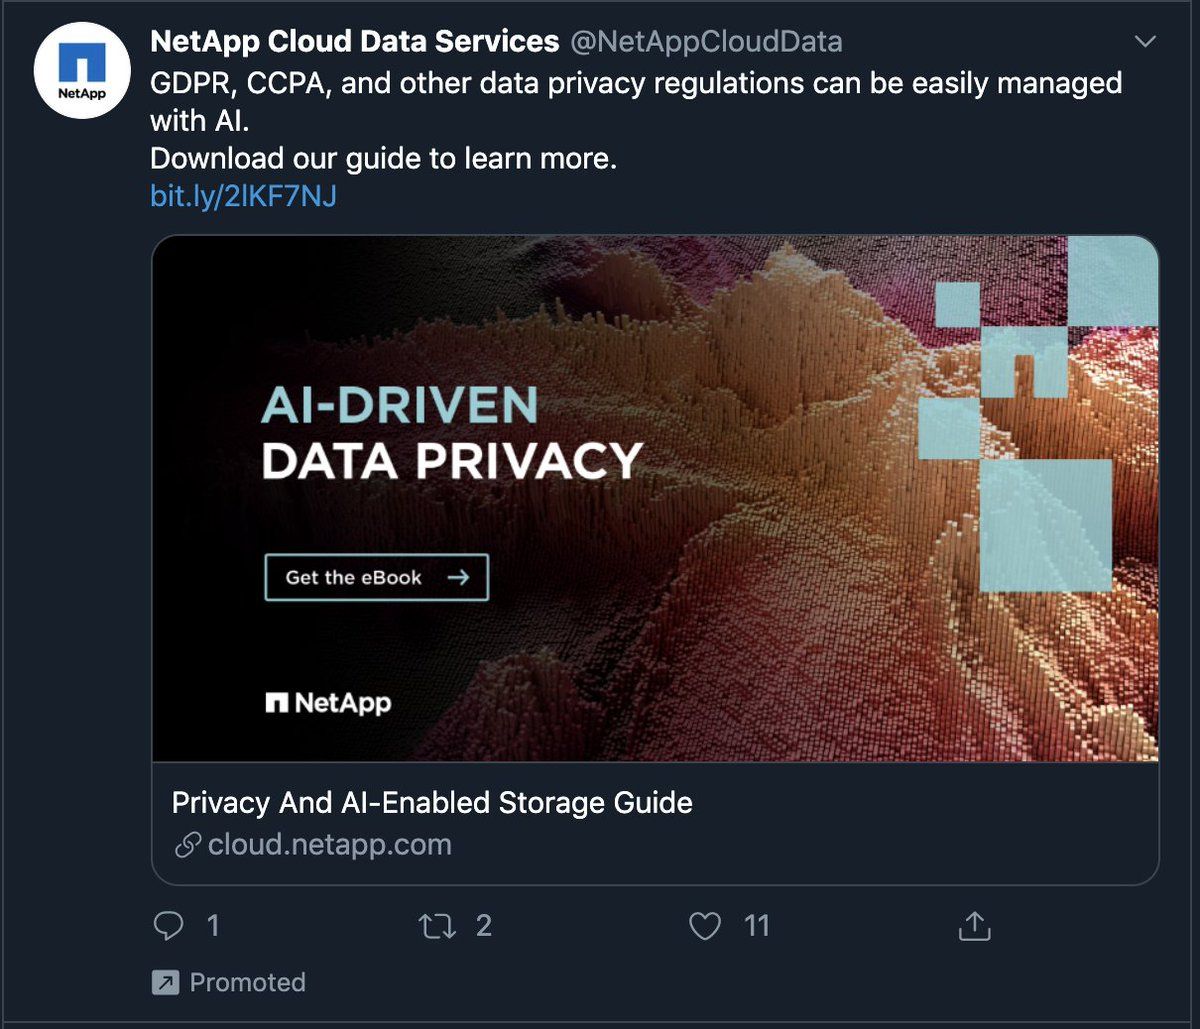 NetApp Cloud Data Services @NetAppCloudData
GDPR, CCPA, and other data privacy regulations can be easily managed
with AI.
Download our guide to learn more.
bit.ly/2lKF7NJ
NetApp
AI-DRIVEN
DATA PRIVACY
Get the eBook →
NetApp
Privacy And AI-Enabled Storage Guide
cloud.netapp.com
1 2 11
Promoted